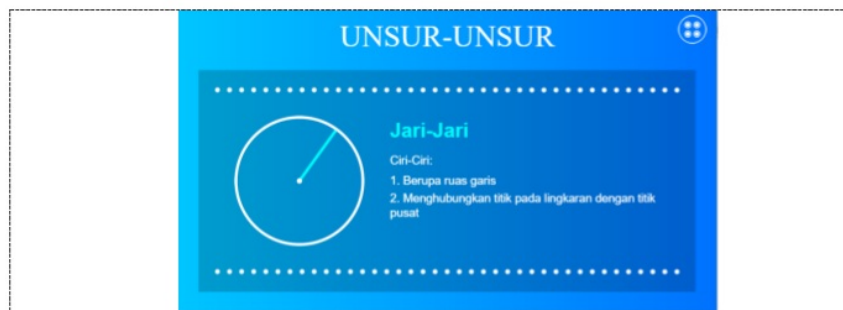 UNSUR-UNSUR
Jari-Jari
Ciri-Ciri:
1. Berupa ruas garis
2. Menghubungkan titik pada lingkaran dengan titik
pusat